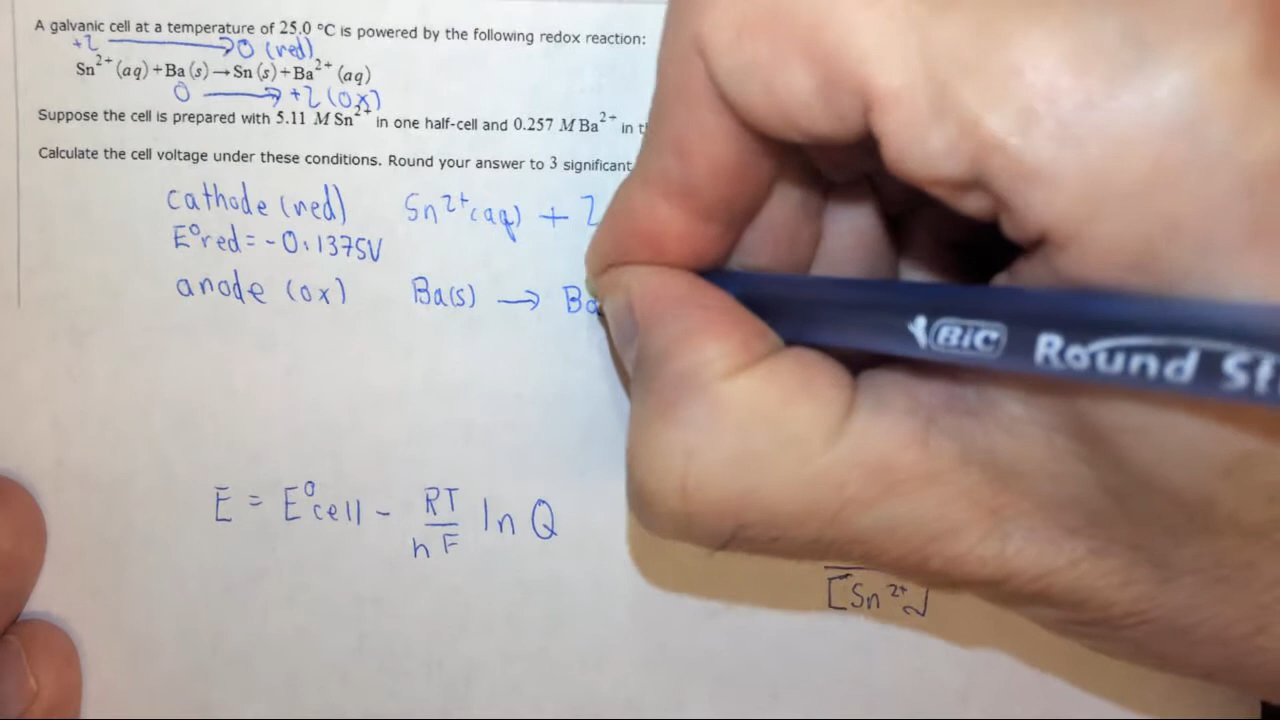 A galvanic cell at a temperature of 25.0 °C is powered by the following redox reaction:
+2 → 0 (red)
Sn²⁺ (aq) + Ba (s) → Sn (s) + Ba²⁺ (aq)
0 → +2 (ox)
Suppose the cell is prepared with 5.11 M Sn²⁺ in one half-cell and 0.257 M Ba²⁺ in
Calculate the cell voltage under these conditions. Round your answer to 3 significant
cathode (red) Sn²⁺(aq) + 2
E°red = -0.1375V
anode (ox) Ba(s) → Ba
BIC Round
E = E°cell - RT/nF ln Q
[Sn²⁺]